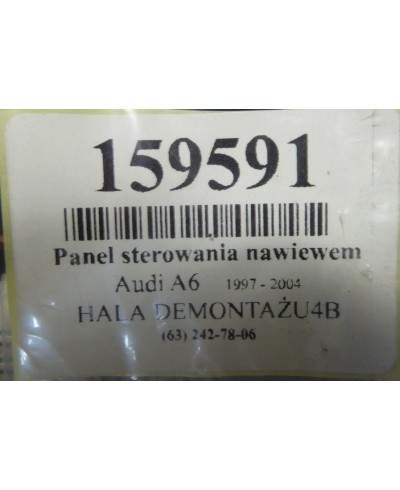 159591
Panel sterowania nawiewem
Audi A6 1997 - 2004
HALA DEMONTAŻU4B
(63) 242-78-06